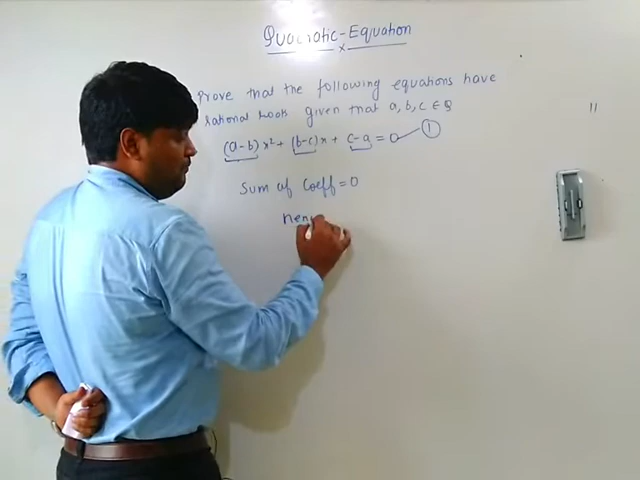 Quadratic-Equation
x
Prove that the following equations have
rational roots given that a, b, c ∈ Q
(a-b)x² + (b-c)x + c-a = 0 — ①
Sum of Coeff = 0
11